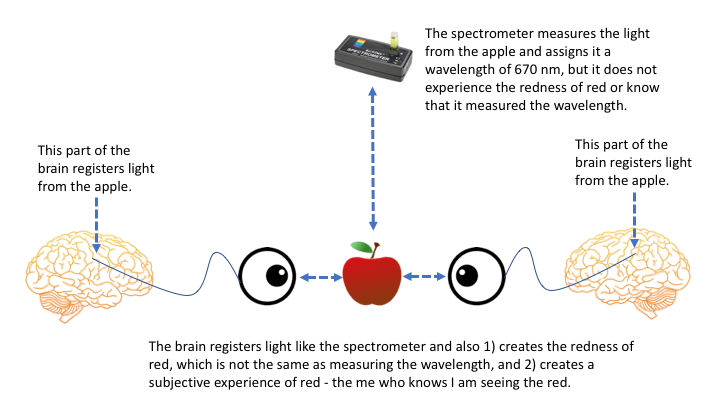 The spectrometer measures the light
from the apple and assigns it a
wavelength of 670 nm, but it does not
experience the redness of red or know
that it measured the wavelength.
SPECTROMETER
This part of the
brain registers light
from the apple.
This part of the
brain registers light
from the apple.
The brain registers light like the spectrometer and also 1) creates the redness of
red, which is not the same as measuring the wavelength, and 2) creates a
subjective experience of red - the me who knows I am seeing the red.